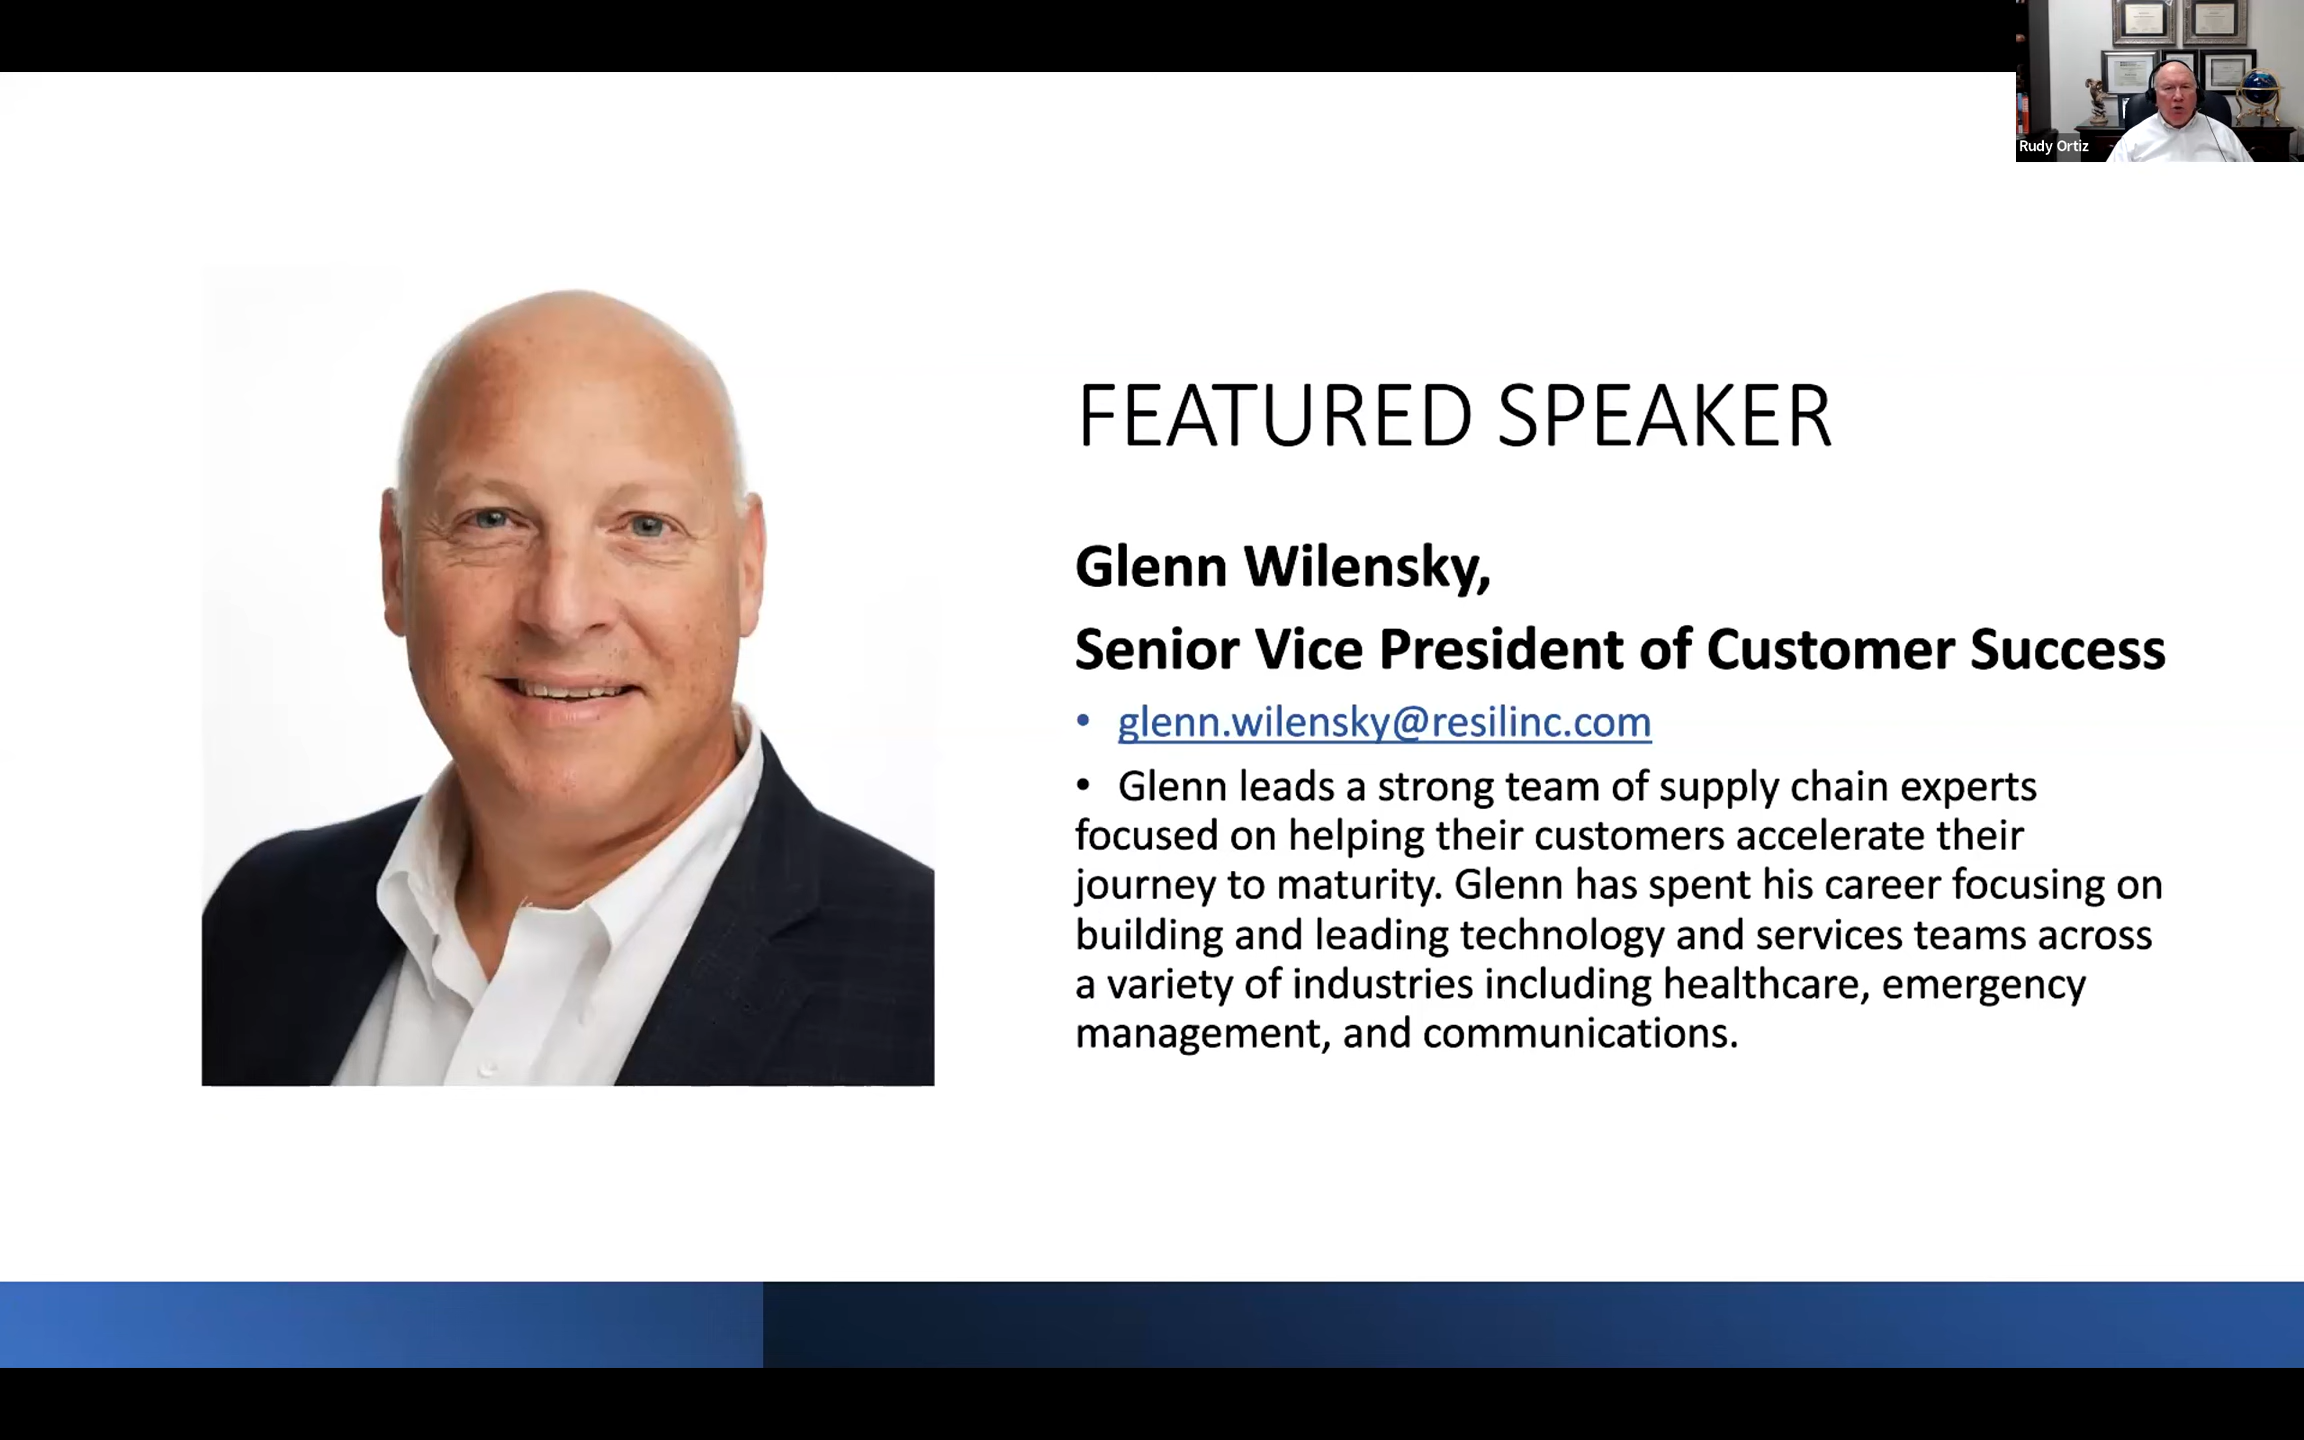 Rudy Ortiz
FEATURED SPEAKER
Glenn Wilensky,
Senior Vice President of Customer Success
• glenn.wilensky@resilinc.com
• Glenn leads a strong team of supply chain experts
focused on helping their customers accelerate their
journey to maturity. Glenn has spent his career focusing on
building and leading technology and services teams across
a variety of industries including healthcare, emergency
management, and communications.